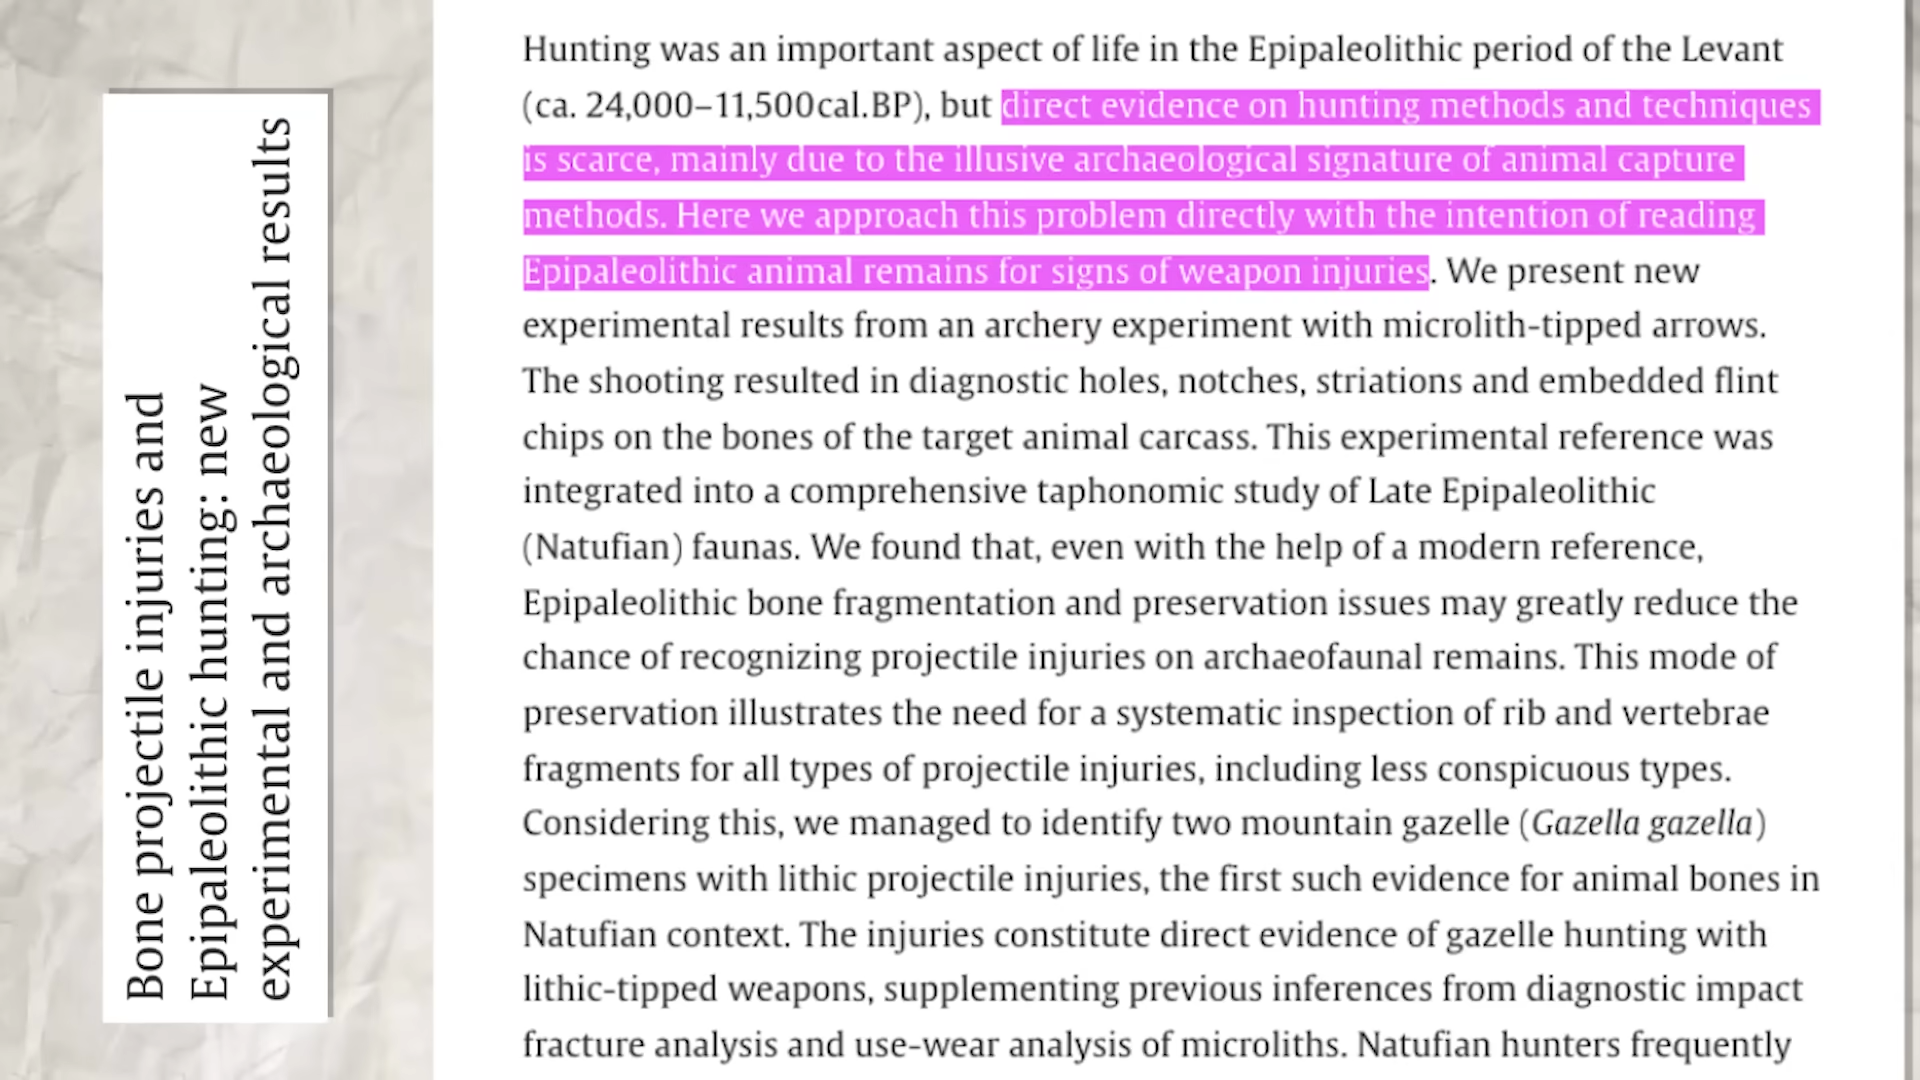 Bone projectile injuries and
Epipaleolithic hunting: new
experimental and archaeological results
Hunting was an important aspect of life in the Epipaleolithic period of the Levant
(ca. 24,000–11,500 cal.BP), but direct evidence on hunting methods and techniques
is scarce, mainly due to the illusive archaeological signature of animal capture
methods. Here we approach this problem directly with the intention of reading
Epipaleolithic animal remains for signs of weapon injuries. We present new
experimental results from an archery experiment with microlith-tipped arrows.
The shooting resulted in diagnostic holes, notches, striations and embedded flint
chips on the bones of the target animal carcass. This experimental reference was
integrated into a comprehensive taphonomic study of Late Epipaleolithic
(Natufian) faunas. We found that, even with the help of a modern reference,
Epipaleolithic bone fragmentation and preservation issues may greatly reduce the
chance of recognizing projectile injuries on archaeofaunal remains. This mode of
preservation illustrates the need for a systematic inspection of rib and vertebrae
fragments for all types of projectile injuries, including less conspicuous types.
Considering this, we managed to identify two mountain gazelle (Gazella gazella)
specimens with lithic projectile injuries, the first such evidence for animal bones in
Natufian context. The injuries constitute direct evidence of gazelle hunting with
lithic-tipped weapons, supplementing previous inferences from diagnostic impact
fracture analysis and use-wear analysis of microliths. Natufian hunters frequently